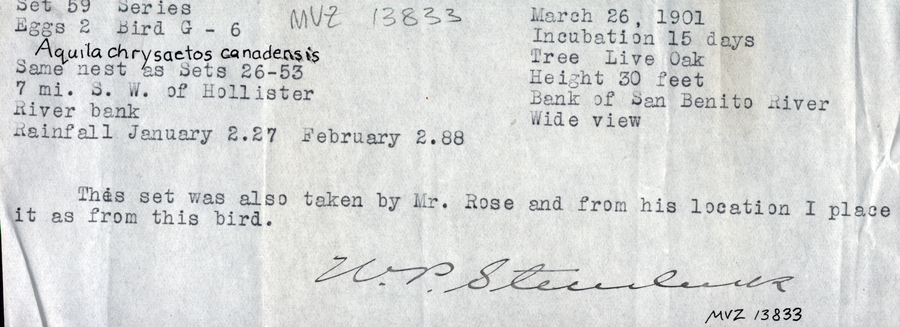 Set 59 Series
Eggs 2 Bird G - 6
MVZ 13833
Aquila chrysaetos canadensis
Same nest as Sets 26-53
7 mi. S. W. of Hollister
River bank
Rainfall January 2.27 February 2.88
March 26, 1901
Incubation 15 days
Tree Live Oak
Height 30 feet
Bank of San Benito River
Wide view
This set was also taken by Mr. Rose and from his location I place
it as from this bird.
W. P. 
MVZ 13833